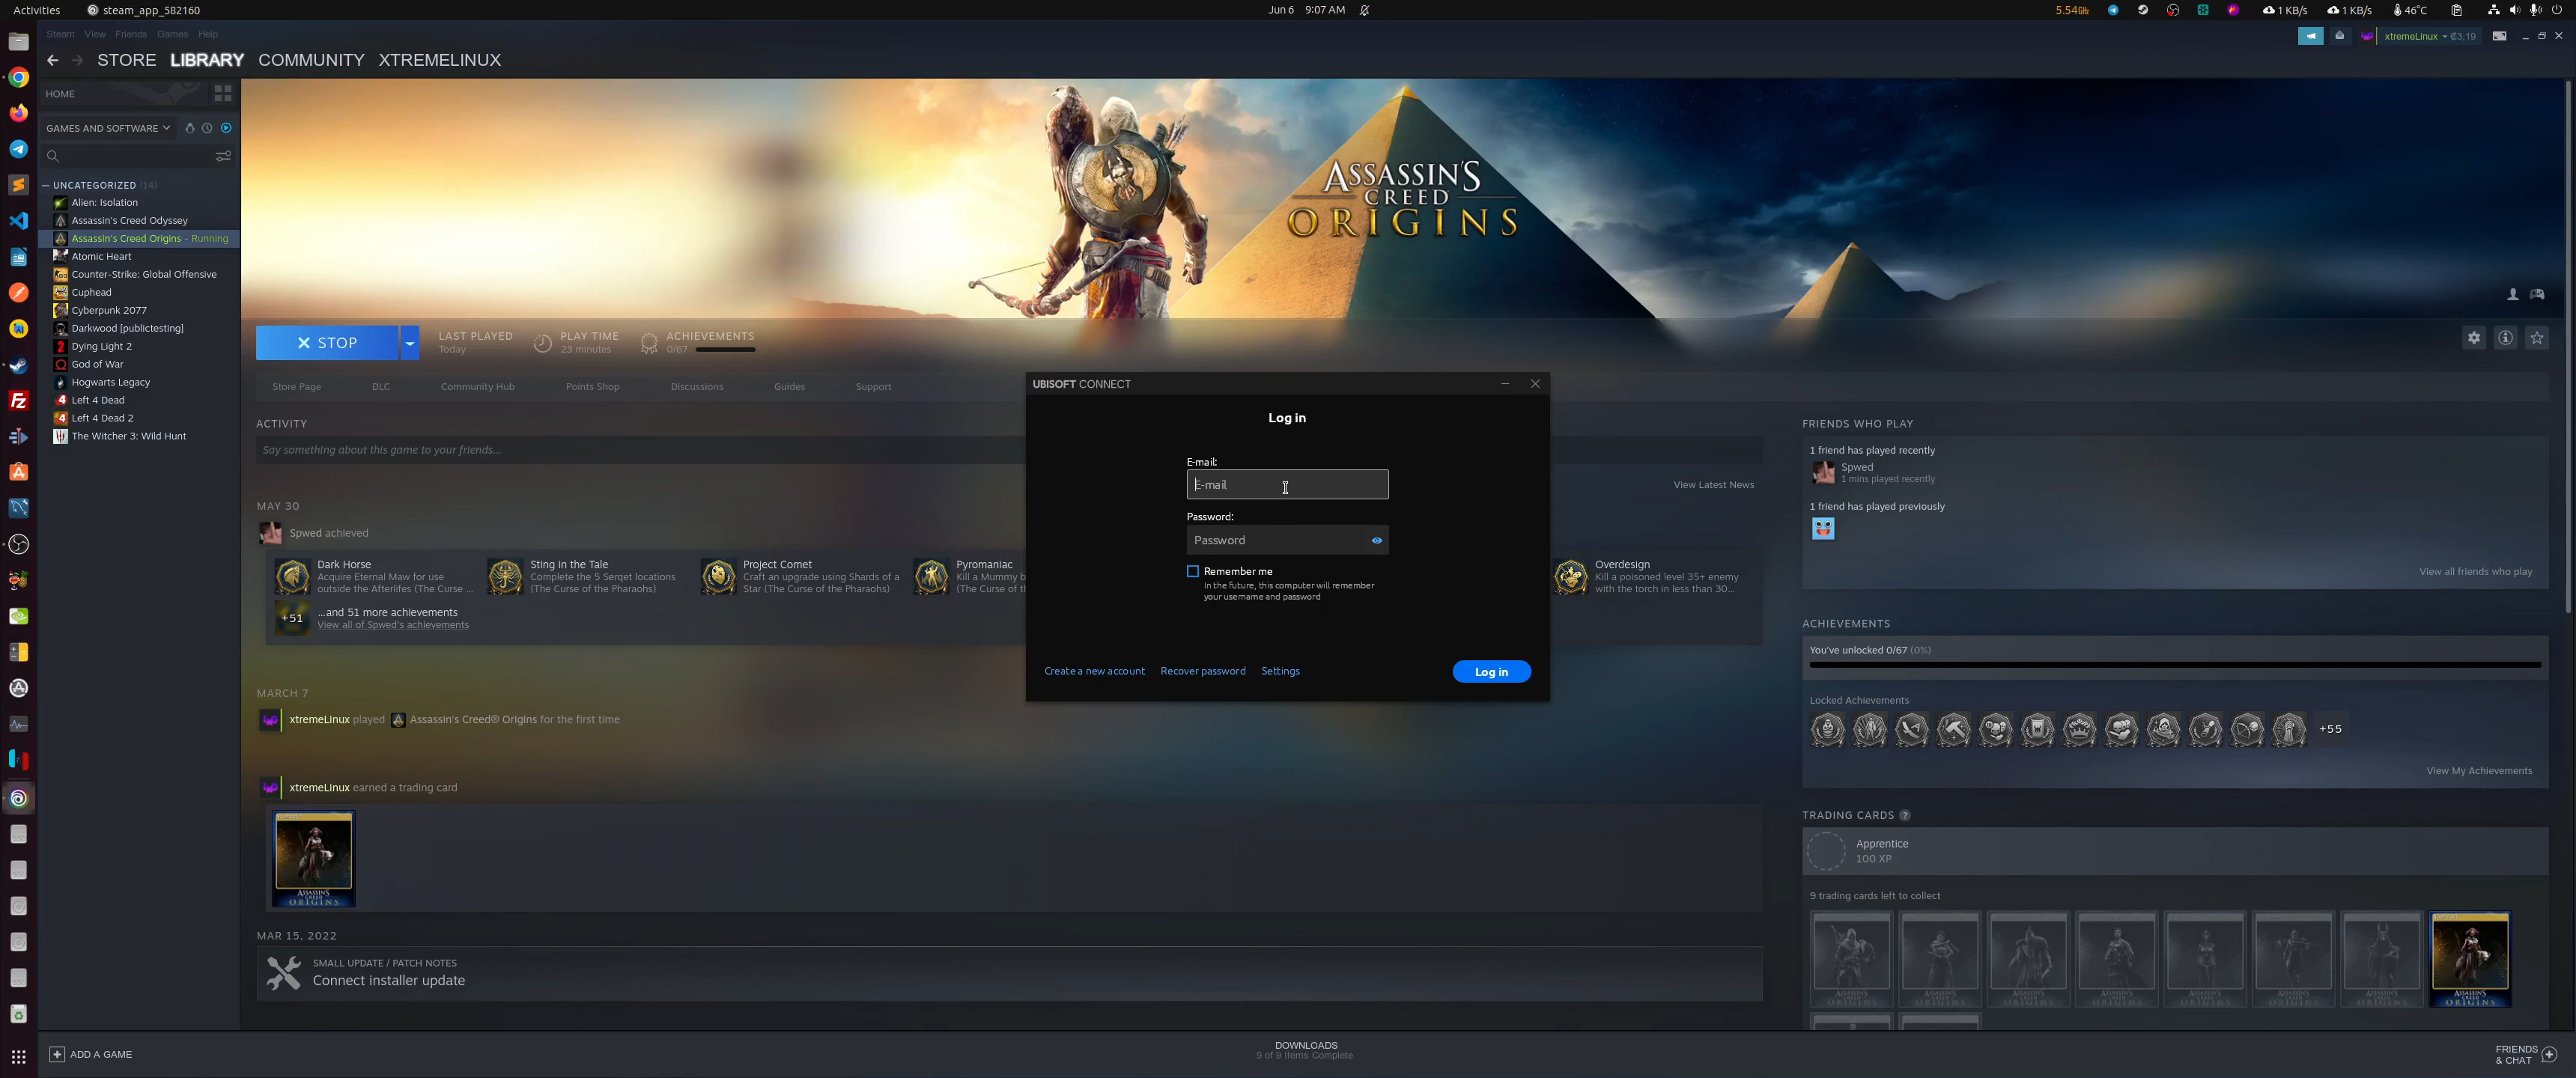 Activities steam_app_582160 Jun 6 9:07 AM 5.54GHz 1 KB/s 1 KB/s 46°C
Steam View Friends Games Help xtremeLinux ₡3,19
STORE LIBRARY COMMUNITY XTREMELINUX
HOME
GAMES AND SOFTWARE
UNCATEGORIZED (14)
Alien: Isolation
Assassin's Creed Odyssey
Assassin's Creed Origins - Running
Atomic Heart
Counter-Strike: Global Offensive
Cuphead
Cyberpunk 2077
Darkwood [publictesting]
Dying Light 2
God of War
Hogwarts Legacy
Left 4 Dead
Left 4 Dead 2
The Witcher 3: Wild Hunt
ASSASSIN'S
CREED
ORIGINS
STOP
LAST PLAYED
Today
PLAY TIME
23 minutes
ACHIEVEMENTS
0/67
Store Page DLC Community Hub Points Shop Discussions Guides Support
ACTIVITY
Say something about this game to your friends...
View Latest News
MAY 30
Spwed achieved
Dark Horse
Acquire Eternal Maw for use
outside the Afterlifes (The Curse ...
Sting in the Tale
Complete the 5 Serqet locations
(The Curse of the Pharaohs)
Project Comet
Craft an upgrade using Shards of a
Star (The Curse of the Pharaohs)
Pyromaniac
Kill a Mummy b
(The Curse of th
Overdesign
Kill a poisoned level 35+ enemy
with the torch in less than 30...
+51
...and 51 more achievements
View all of Spwed's achievements
MARCH 7
xtremeLinux played Assassin's Creed® Origins for the first time
xtremeLinux earned a trading card
ASSASSIN'S
ORIGINS
MAR 15, 2022
SMALL UPDATE / PATCH NOTES
Connect installer update
UBISOFT CONNECT
Log in
E-mail:
E-mail
Password:
Password
Remember me
In the future, this computer will remember
your username and password
Create a new account Recover password Settings Log in
FRIENDS WHO PLAY
1 friend has played recently
Spwed
1 mins played recently
1 friend has played previously
View all friends who play
ACHIEVEMENTS
You've unlocked 0/67 (0%)
Locked Achievements
+55
View My Achievements
TRADING CARDS ?
Apprentice
100 XP
9 trading cards left to collect
ADD A GAME
DOWNLOADS
9 of 9 Items Complete
FRIENDS
& CHAT